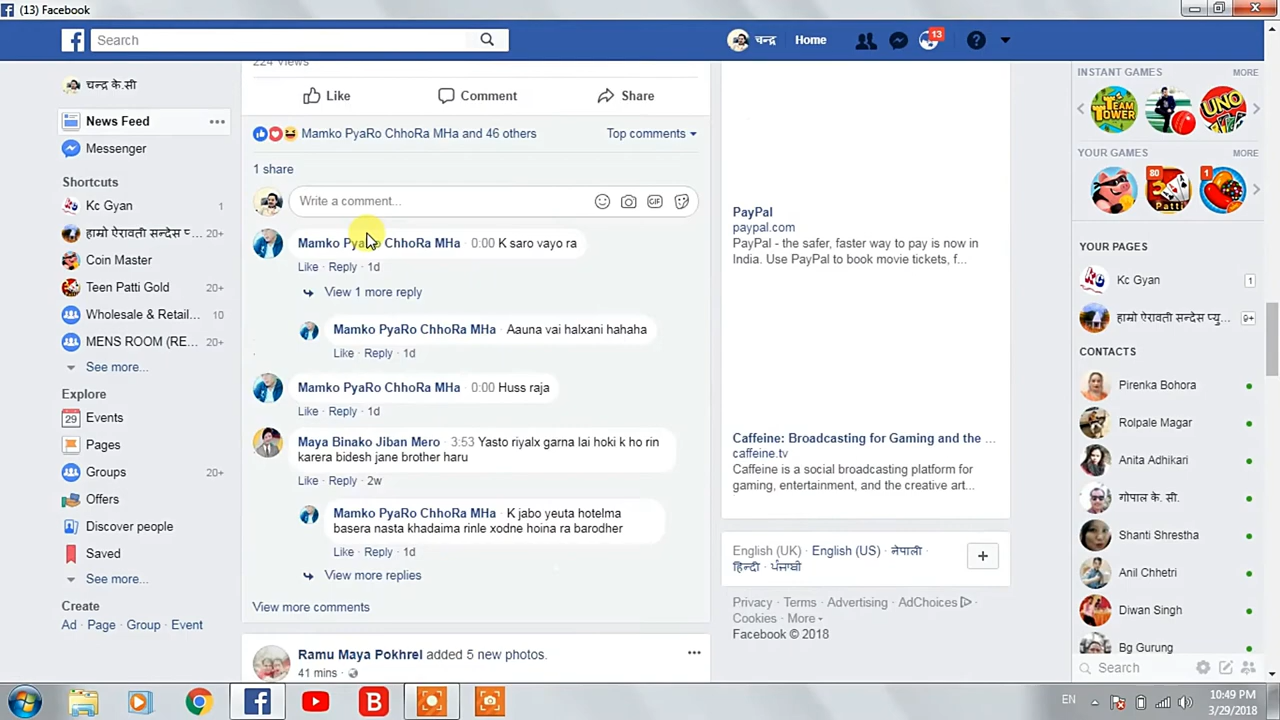 (13) Facebook
Search
चन्द्र
Home
13
चन्द्र के.सी
News Feed
Messenger
Shortcuts
Kc Gyan
1
हाम्रो ऐरावती सन्देस प्...
20+
Coin Master
Teen Patti Gold
20+
Wholesale & Retail...
10
MENS ROOM (RE...
20+
See more...
Explore
29
Events
Pages
Groups
20+
Offers
Discover people
Saved
See more...
Create
Ad · Page · Group · Event
224 Views
Like
Comment
Share
Mamko PyaRo ChhoRa MHa and 46 others
Top comments
1 share
Write a comment...
GIF
Mamko PyaRo ChhoRa MHa · 0:00 K saro vayo ra
Like · Reply · 1d
View 1 more reply
Mamko PyaRo ChhoRa MHa · Aauna vai halxani hahaha
Like · Reply · 1d
Mamko PyaRo ChhoRa MHa · 0:00 Huss raja
Like · Reply · 1d
Maya Binako Jiban Mero · 3:53 Yasto riyalx garna lai hoki k ho rin
karera bidesh jane brother haru
Like · Reply · 2w
Mamko PyaRo ChhoRa MHa · K jabo yeuta hotelma
basera nasta khadaima rinle xodne hoina ra barodher
Like · Reply · 1d
View more replies
View more comments
Ramu Maya Pokhrel added 5 new photos.
41 mins ·
PayPal
paypal.com
PayPal - the safer, faster way to pay is now in
India. Use PayPal to book movie tickets, f...
Caffeine: Broadcasting for Gaming and the ...
caffeine.tv
Caffeine is a social broadcasting platform for
gaming, entertainment, and the creative art...
English (UK) · English (US) · नेपाली ·
हिन्दी · ਪੰਜਾਬੀ
Privacy · Terms · Advertising · AdChoices ·
Cookies · More
Facebook © 2018
INSTANT GAMES
MORE
TEAM TOWER
UNO
YOUR GAMES
MORE
80
3 Patti
1
YOUR PAGES
Kc Gyan
1
हाम्रो ऐरावती सन्देस प्यु...
9+
CONTACTS
Pirenka Bohora
Rolpale Magar
Anita Adhikari
गोपाल के. सी.
Shanti Shrestha
Anil Chhetri
Diwan Singh
Bg Gurung
Search
EN
10:49 PM
3/29/2018